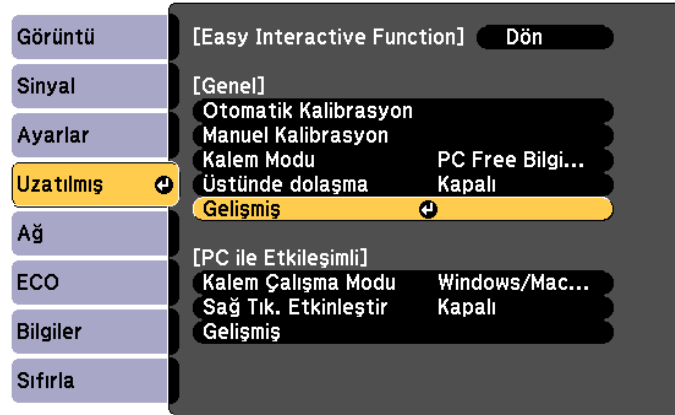 Görüntü
Sinyal
Ayarlar
Uzatılmış
Ağ
ECO
Bilgiler
Sıfırla
[Easy Interactive Function] Dön
[Genel]
Otomatik Kalibrasyon
Manuel Kalibrasyon
Kalem Modu PC Free Bilgi...
Üstünde dolaşma Kapalı
Gelişmiş
[PC ile Etkileşimli]
Kalem Çalışma Modu Windows/Mac...
Sağ Tık. Etkinleştir Kapalı
Gelişmiş